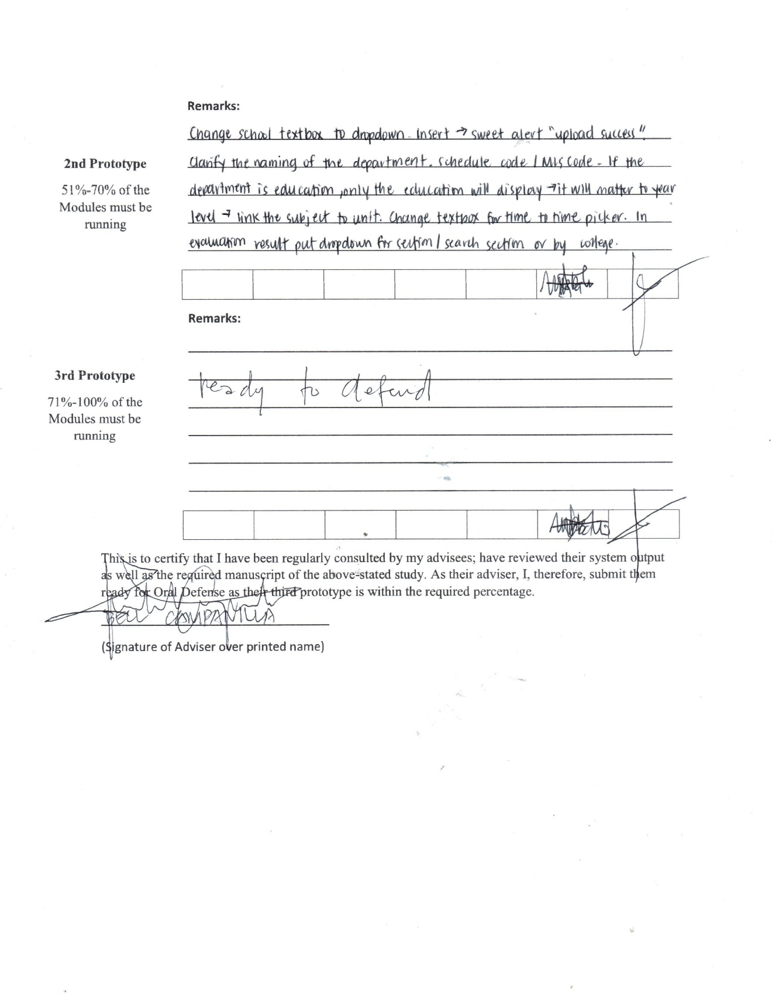 Remarks:
Change school textbox to dropdown. Insert → sweet alert "upload success".
2nd Prototype
Clarify the naming of the department. Schedule code / MIS Code - If the
51%-70% of the
department is education, only the education will display → it will matter to year
Modules must be
level → link the subject to unit. Change textbox for time to time picker. In
running
evaluation result put dropdown for section / search section or by college.
Remarks:
3rd Prototype
ready to defend
71%-100% of the
Modules must be
running
This is to certify that I have been regularly consulted by my advisees; have reviewed their system output
as well as the required manuscript of the above-stated study. As their adviser, I, therefore, submit them
ready for Oral Defense as their third prototype is within the required percentage.
(Signature of Adviser over printed name)